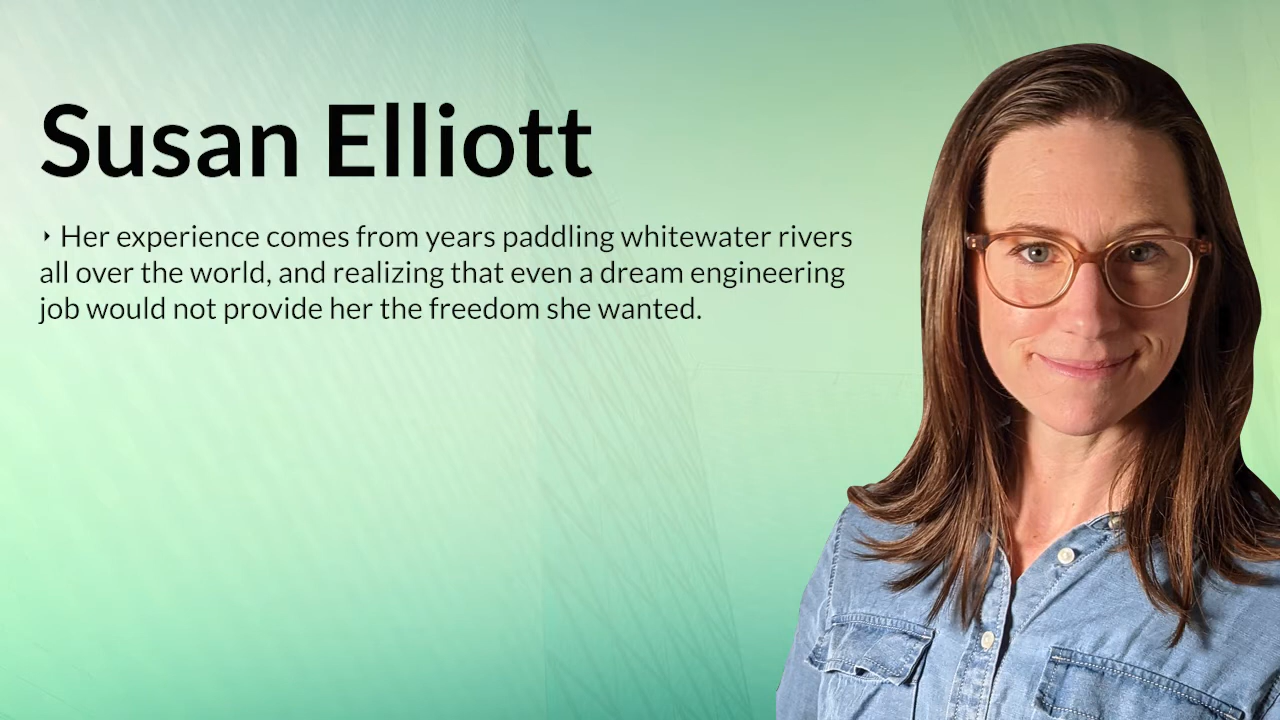 Susan Elliott
‣ Her experience comes from years paddling whitewater rivers
all over the world, and realizing that even a dream engineering
job would not provide her the freedom she wanted.